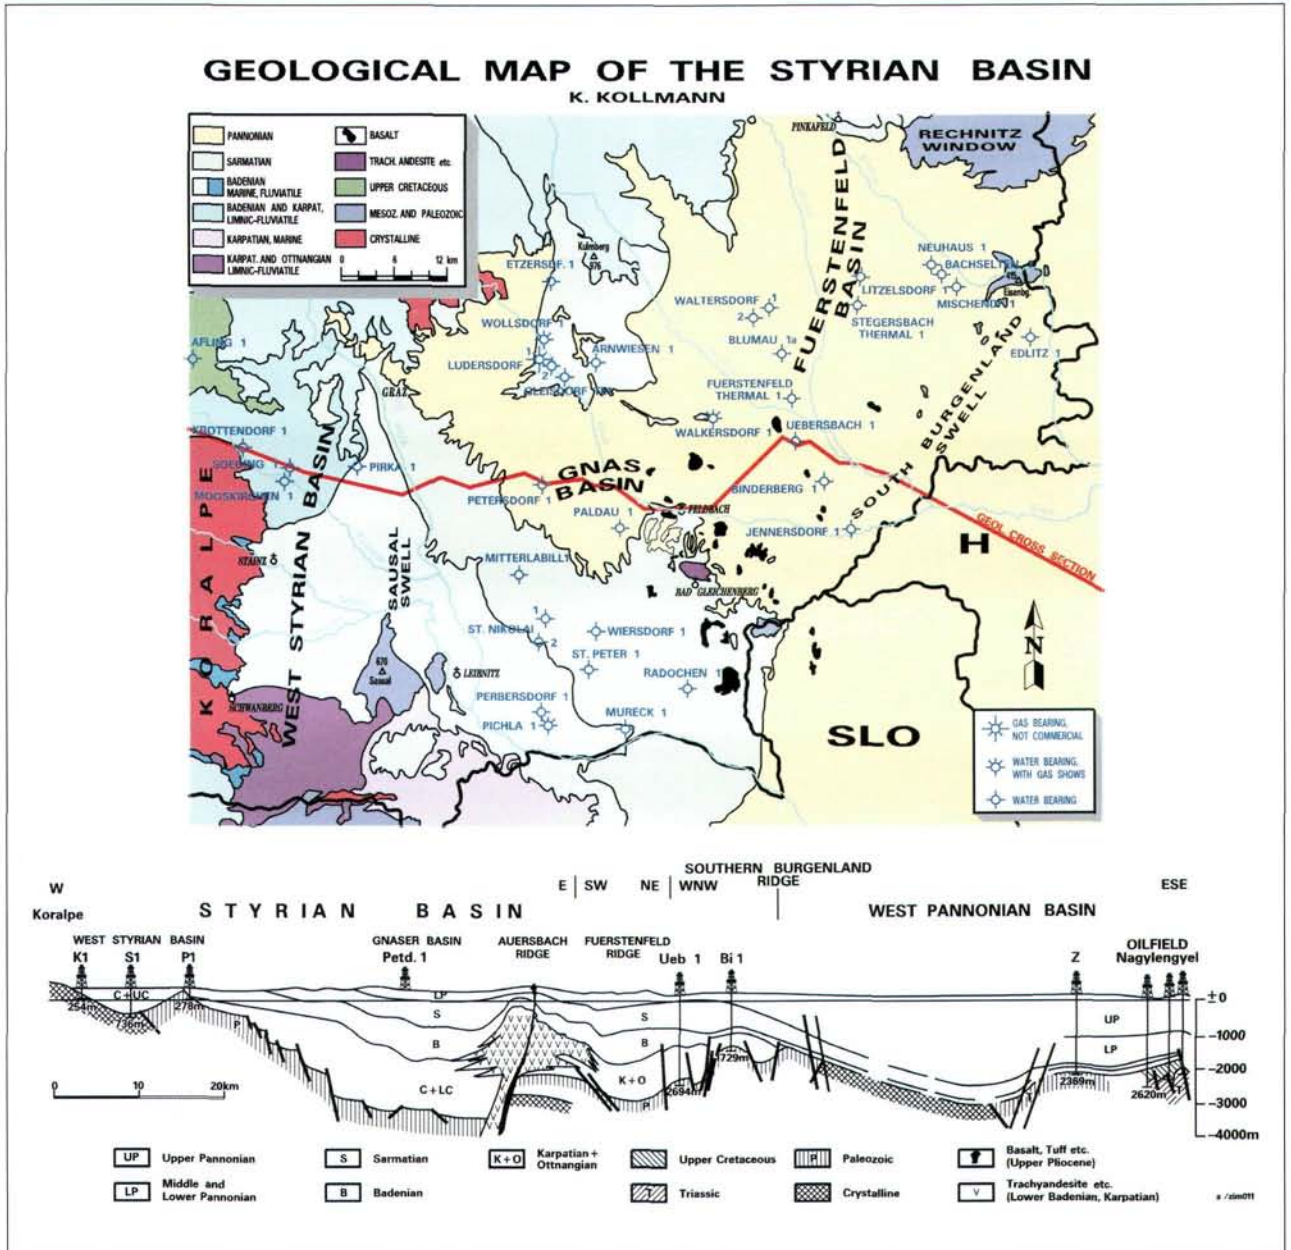 GEOLOGICAL MAP OF THE STYRIAN BASIN
K. KOLLMANN
PANNONIAN
SARMATIAN
BADENIAN
MARINE, FLUVIATILE
BADENIAN AND KARPAT,
LIMNIC-FLUVIATILE
KARPATIAN, MARINE
KARPAT. AND OTTNANGIAN
LIMNIC-FLUVIATILE
BASALT
TRACH. ANDESITE etc.
UPPER CRETACEOUS
MESOZ. AND PALEOZOIC
CRYSTALLINE
0 6 12 km
PINKAFELD
RECHNITZ
WINDOW
Kulmberg
976
ETZERSDF. 1
FUERSTENFELD
BASIN
NEUHAUS 1
BACHSELTEN
LITZELSDORF 1
MISCHENDF 1
415
Eisenbg.
WALTERSDORF 1
2
STEGERSBACH
THERMAL 1
WOLLSDORF 1
BLUMAU 1a
EDLITZ 1
AFLING 1
ARNWIESEN 1
LUDERSDORF 1
2
GRAZ
FUERSTENFELD
THERMAL 1
SOUTH BURGENLAND
SWELL
WALKERSDORF 1
UEBERSBACH 1
KROTTENDORF 1
SOEDING 1
MOOSKIRCHEN 1
PIRKA 1
GNAS
BASIN
PETERSDORF 1
PALDAU 1
BINDERBERG 1
FELDBACH
JENNERSDORF 1
GEOL CROSS SECTION
H
KORALPE
WEST STYRIAN BASIN
SAUSAL
SWELL
STAINZ
MITTERLABILL1
BAD GLEICHENBERG
1
ST. NIKOLAI
2
WIERSDORF 1
ST. PETER 1
670
Sausal
LEIBNITZ
RADOCHEN 1
N
SCHWANBERG
PERBERSDORF 1
PICHLA 1
MURECK 1
SLO
GAS BEARING,
NOT COMMERCIAL
WATER BEARING,
WITH GAS SHOWS
WATER BEARING
W
Koralpe
STYRIAN BASIN
E SW NE WNW
SOUTHERN BURGENLAND
RIDGE
ESE
WEST PANNONIAN BASIN
WEST STYRIAN BASIN
K1 S1 P1
GNASER BASIN
Petd. 1
AUERSBACH
RIDGE
FUERSTENFELD
RIDGE
Ueb 1 Bi 1
Z
OILFIELD
Nagylengyel
C+UC
254m
736m
278m
P
LP
S
B
C+LC
S
B
K+O
P
2694m
1729m
UP
LP
2369m
2620m
T
±0
-1000
-2000
-3000
-4000m
0 10 20km
UP Upper Pannonian
LP Middle and
Lower Pannonian
S Sarmatian
B Badenian
K+O Karpatian+
Ottnangian
Upper Cretaceous
T Triassic
P Paleozoic
Crystalline
Basalt, Tuff etc.
(Upper Pliocene)
V Trachyandesite etc.
(Lower Badenian, Karpatian)